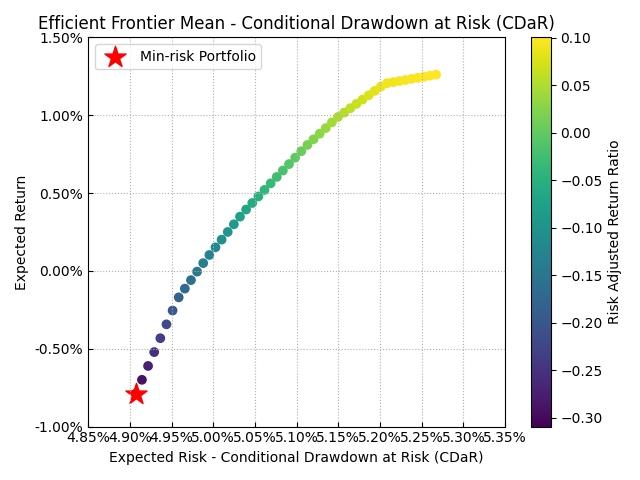 Efficient Frontier Mean - Conditional Drawdown at Risk (CDaR)
Min-risk Portfolio
Expected Return
1.50%
1.00%
0.50%
0.00%
-0.50%
-1.00%
4.85% 4.90% 4.95% 5.00% 5.05% 5.10% 5.15% 5.20% 5.25% 5.30% 5.35%
Expected Risk - Conditional Drawdown at Risk (CDaR)
0.10
0.05
0.00
−0.05
−0.10
−0.15
−0.20
−0.25
−0.30
Risk Adjusted Return Ratio